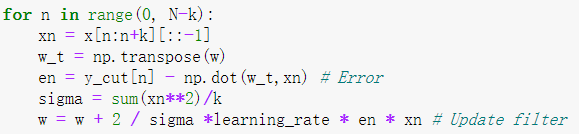 for n in range(0, N-k):
    xn = x[n:n+k][::-1]
    w_t = np.transpose(w)
    en = y_cut[n] - np.dot(w_t,xn) # Error
    sigma = sum(xn**2)/k
    w = w + 2 / sigma *learning_rate * en * xn # Update filter